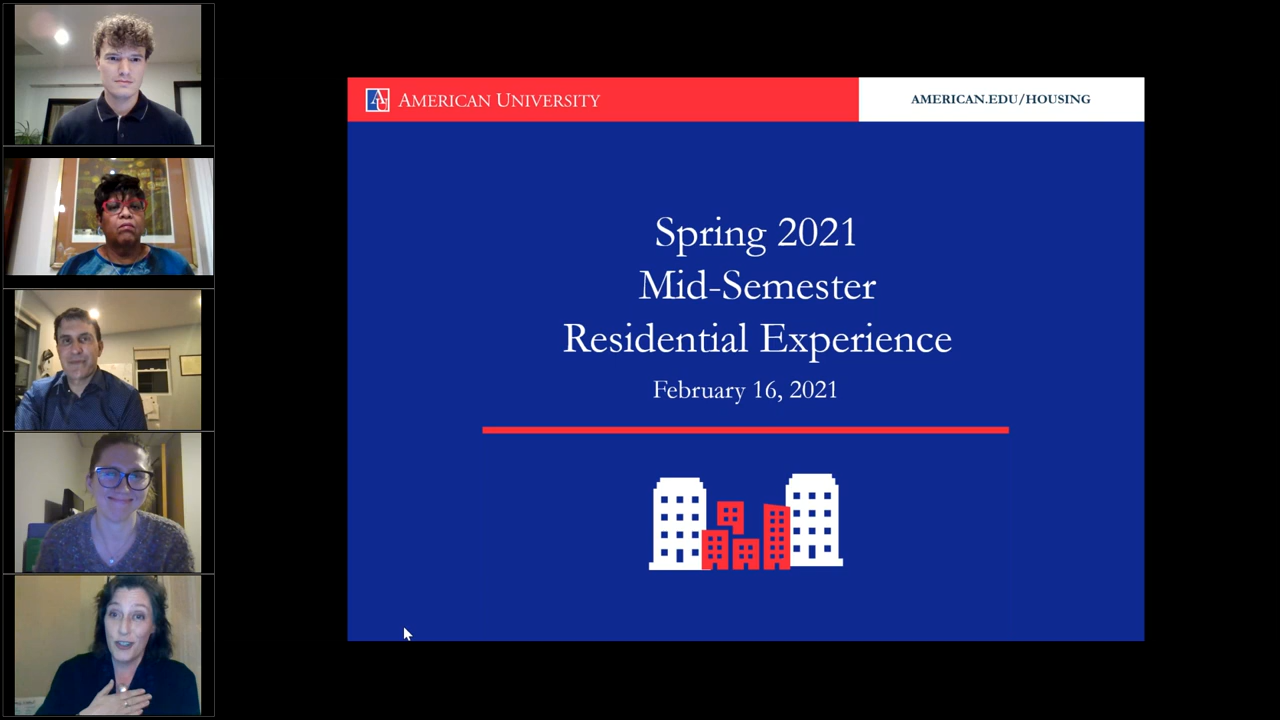 AMERICAN UNIVERSITY
AMERICAN.EDU/HOUSING
Spring 2021
Mid-Semester
Residential Experience
February 16, 2021